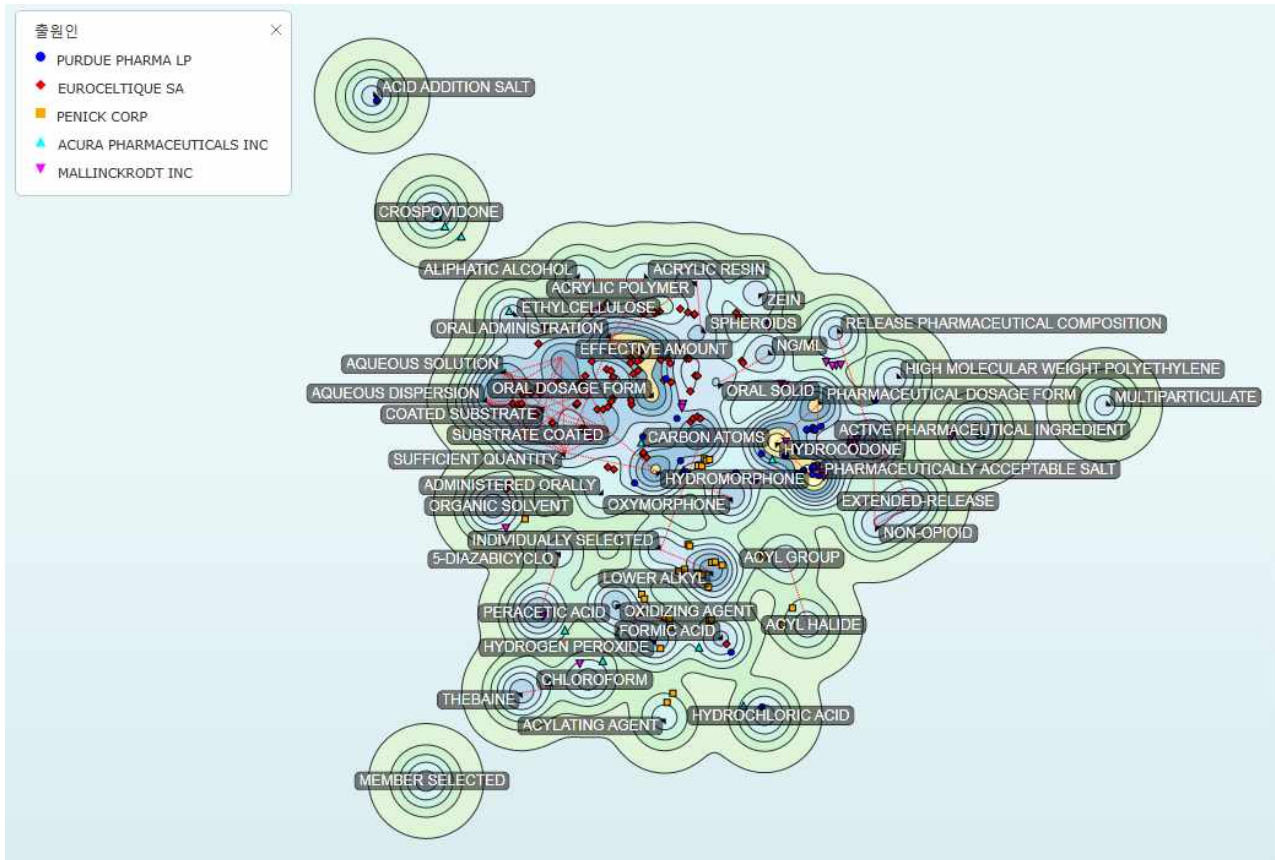 출원인
PURDUE PHARMA LP
EUROCELTIQUE SA
PENICK CORP
ACURA PHARMACEUTICALS INC
MALLINCKRODT INC
ACID ADDITION SALT
CROSPOVIDONE
ALIPHATIC ALCOHOL
ACRYLIC RESIN
ACRYLIC POLYMER
ZEIN
ETHYLCELLULOSE
ORAL ADMINISTRATION
SPHEROIDS
RELEASE PHARMACEUTICAL COMPOSITION
EFFECTIVE AMOUNT
NG/ML
AQUEOUS SOLUTION
HIGH MOLECULAR WEIGHT POLYETHYLENE
AQUEOUS DISPERSION
ORAL DOSAGE FORM
ORAL SOLID
PHARMACEUTICAL DOSAGE FORM
MULTIPARTICULATE
COATED SUBSTRATE
SUBSTRATE COATED
CARBON ATOMS
ACTIVE PHARMACEUTICAL INGREDIENT
HYDROCODONE
SUFFICIENT QUANTITY
PHARMACEUTICALLY ACCEPTABLE SALT
HYDROMORPHONE
ADMINISTERED ORALLY
ORGANIC SOLVENT
OXYMORPHONE
EXTENDED-RELEASE
NON-OPIOID
INDIVIDUALLY SELECTED
5-DIAZABICYCLO
ACYL GROUP
LOWER ALKYL
PERACETIC ACID
OXIDIZING AGENT
ACYL HALIDE
FORMIC ACID
HYDROGEN PEROXIDE
CHLOROFORM
THEBAINE
ACYLATING AGENT
HYDROCHLORIC ACID
MEMBER SELECTED